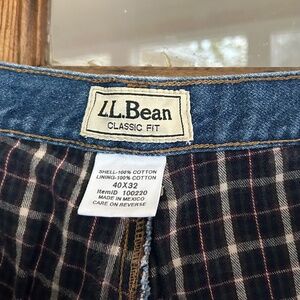 L.L.Bean
CLASSIC FIT
SHELL-100% COTTON
LINING-100% COTTON
40X32
ItemID 100220
MADE IN MEXICO
CARE ON REVERSE